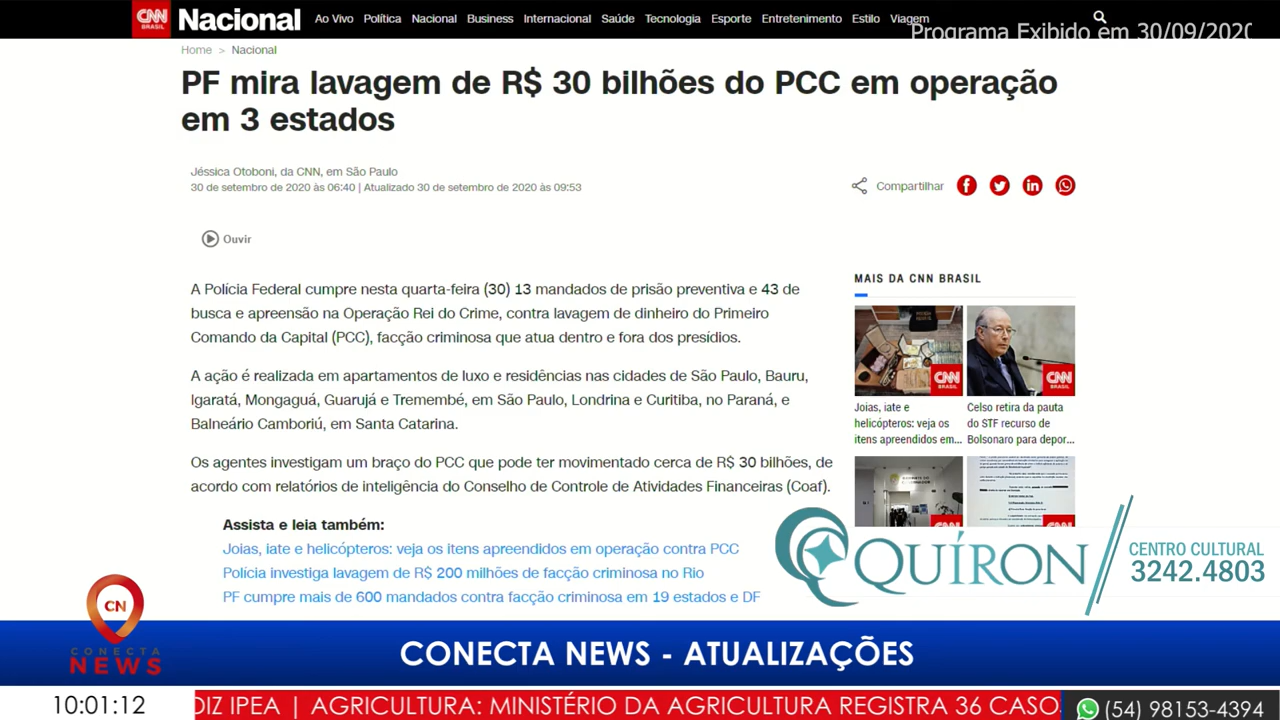 CNN
BRASIL
Nacional
Ao Vivo Política Nacional Business Internacional Saúde Tecnologia Esporte Entretenimento Estilo Viagem
Programa Exibido em 30/09/2020
Home > Nacional
PF mira lavagem de R$ 30 bilhões do PCC em operação
em 3 estados
Jéssica Otoboni, da CNN, em São Paulo
30 de setembro de 2020 às 06:40 | Atualizado 30 de setembro de 2020 às 09:53
Compartilhar
Ouvir
A Polícia Federal cumpre nesta quarta-feira (30) 13 mandados de prisão preventiva e 43 de
busca e apreensão na Operação Rei do Crime, contra lavagem de dinheiro do Primeiro
Comando da Capital (PCC), facção criminosa que atua dentro e fora dos presídios.
A ação é realizada em apartamentos de luxo e residências nas cidades de São Paulo, Bauru,
Igaratá, Mongaguá, Guarujá e Tremembé, em São Paulo, Londrina e Curitiba, no Paraná, e
Balneário Camboriú, em Santa Catarina.
Os agentes investigam um braço do PCC que pode ter movimentado cerca de R$ 30 bilhões, de
acordo com relatórios de inteligência do Conselho de Controle de Atividades Financeiras (Coaf).
Assista e leia também:
Joias, iate e helicópteros: veja os itens apreendidos em operação contra PCC
Polícia investiga lavagem de R$ 200 milhões de facção criminosa no Rio
PF cumpre mais de 600 mandados contra facção criminosa em 19 estados e DF
MAIS DA CNN BRASIL
CNN
CNN
Joias, iate e
helicópteros: veja os
itens apreendidos em...
Celso retira da pauta
do STF recurso de
Bolsonaro para depor...
QUÍRON
CENTRO CULTURAL
3242.4803
CN
CONECTA
NEWS
CONECTA NEWS - ATUALIZAÇÕES
10:01:12
DIZ IPEA | AGRICULTURA: MINISTÉRIO DA AGRICULTURA REGISTRA 36 CASO
(54) 98153-4394